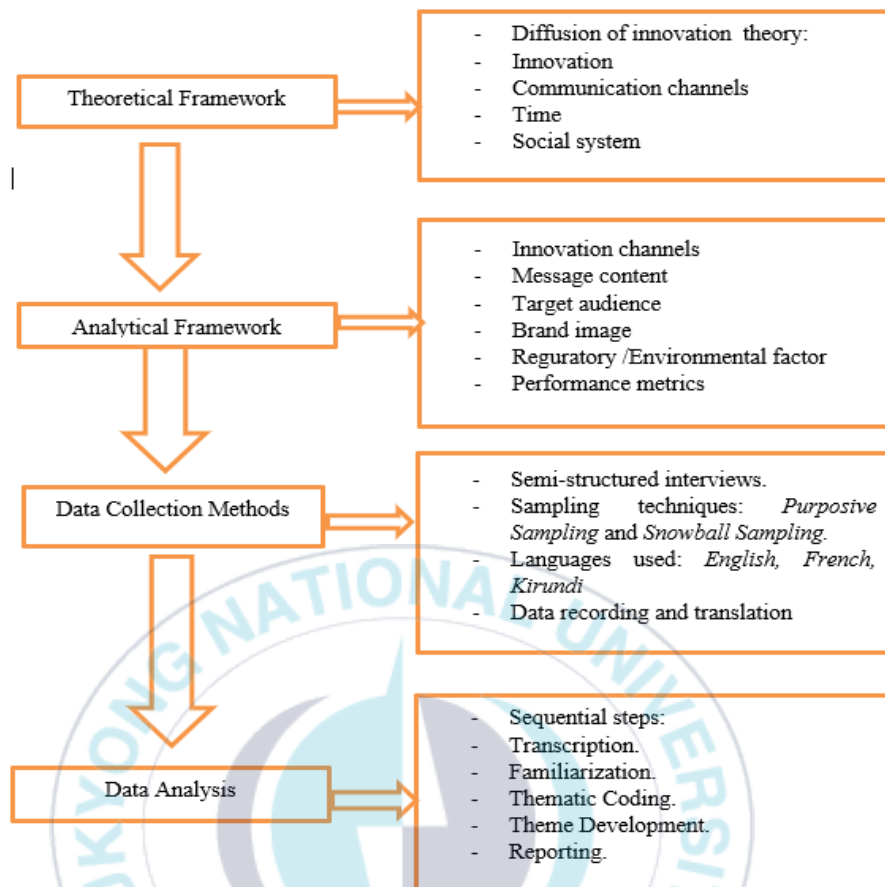 Theoretical Framework
- Diffusion of innovation theory:
- Innovation
- Communication channels
- Time
- Social system
Analytical Framework
- Innovation channels
- Message content
- Target audience
- Brand image
- Reguratory /Environmental factor
- Performance metrics
Data Collection Methods
- Semi-structured interviews.
- Sampling techniques: Purposive
Sampling and Snowball Sampling.
- Languages used: English, French,
Kirundi
- Data recording and translation
Data Analysis
- Sequential steps:
- Transcription.
- Familiarization.
- Thematic Coding.
- Theme Development.
- Reporting.
UKYONG NATIONAL UNIVERSI